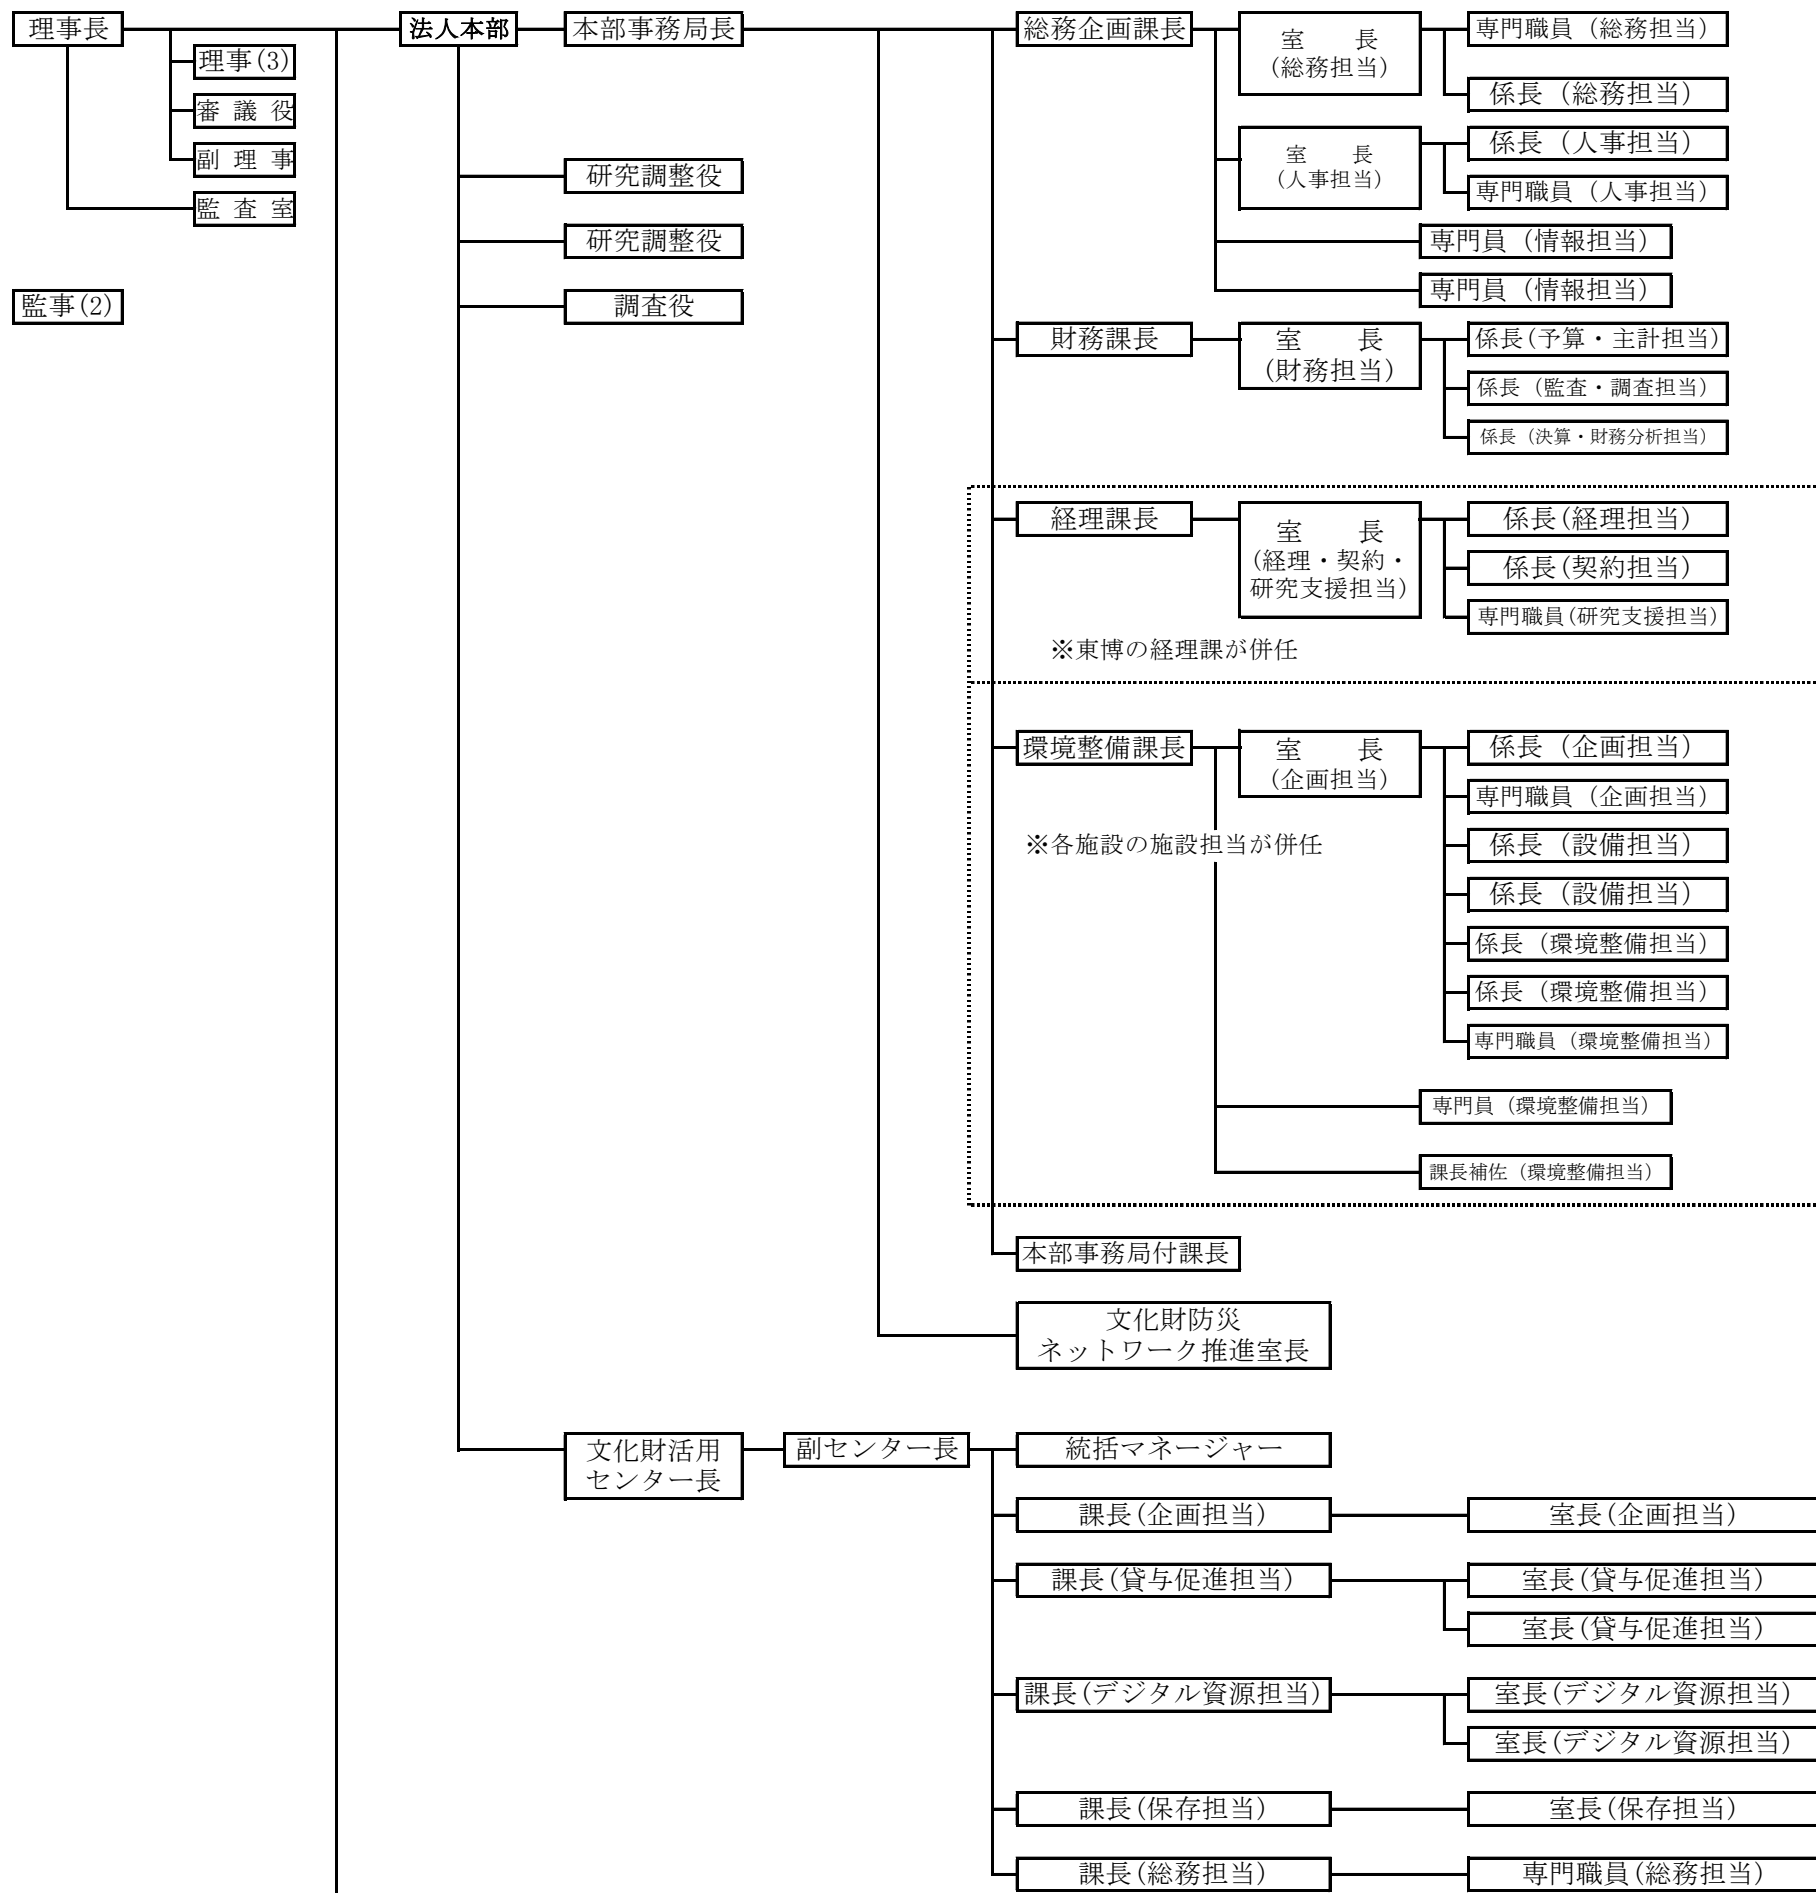 理事長
理事(3)
審議役
副理事
監査室
監事(2)
法人本部
本部事務局長
研究調整役
研究調整役
調査役
総務企画課長
室　長
(総務担当)
専門職員（総務担当）
係長（総務担当）
室　長
(人事担当)
係長（人事担当）
専門職員（人事担当）
専門員（情報担当）
専門員（情報担当）
財務課長
室　長
(財務担当)
係長(予算・主計担当)
係長（監査・調査担当）
係長（決算・財務分析担当）
経理課長
室　長
(経理・契約・
研究支援担当)
係長(経理担当)
係長(契約担当)
専門職員(研究支援担当)
※東博の経理課が併任
環境整備課長
室　長
(企画担当)
係長（企画担当）
専門職員（企画担当）
※各施設の施設担当が併任
係長（設備担当）
係長（設備担当）
係長（環境整備担当）
係長（環境整備担当）
専門職員（環境整備担当）
専門員（環境整備担当）
課長補佐（環境整備担当）
本部事務局付課長
文化財防災
ネットワーク推進室長
文化財活用
センター長
副センター長
統括マネージャー
課長(企画担当)
室長(企画担当)
課長(貸与促進担当)
室長(貸与促進担当)
室長(貸与促進担当)
課長(デジタル資源担当)
室長(デジタル資源担当)
室長(デジタル資源担当)
課長(保存担当)
室長(保存担当)
課長(総務担当)
専門職員(総務担当)